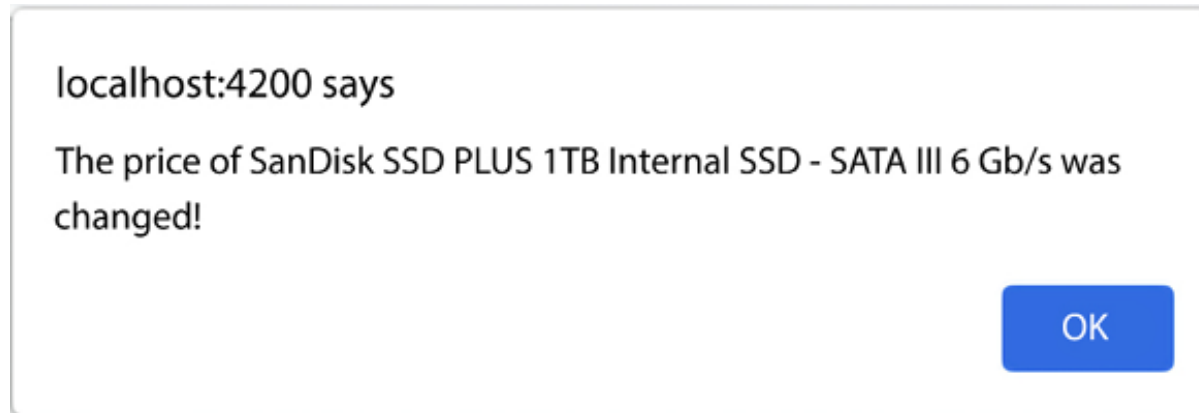 localhost:4200 says
The price of SanDisk SSD PLUS 1TB Internal SSD - SATA III 6 Gb/s was
changed!
OK